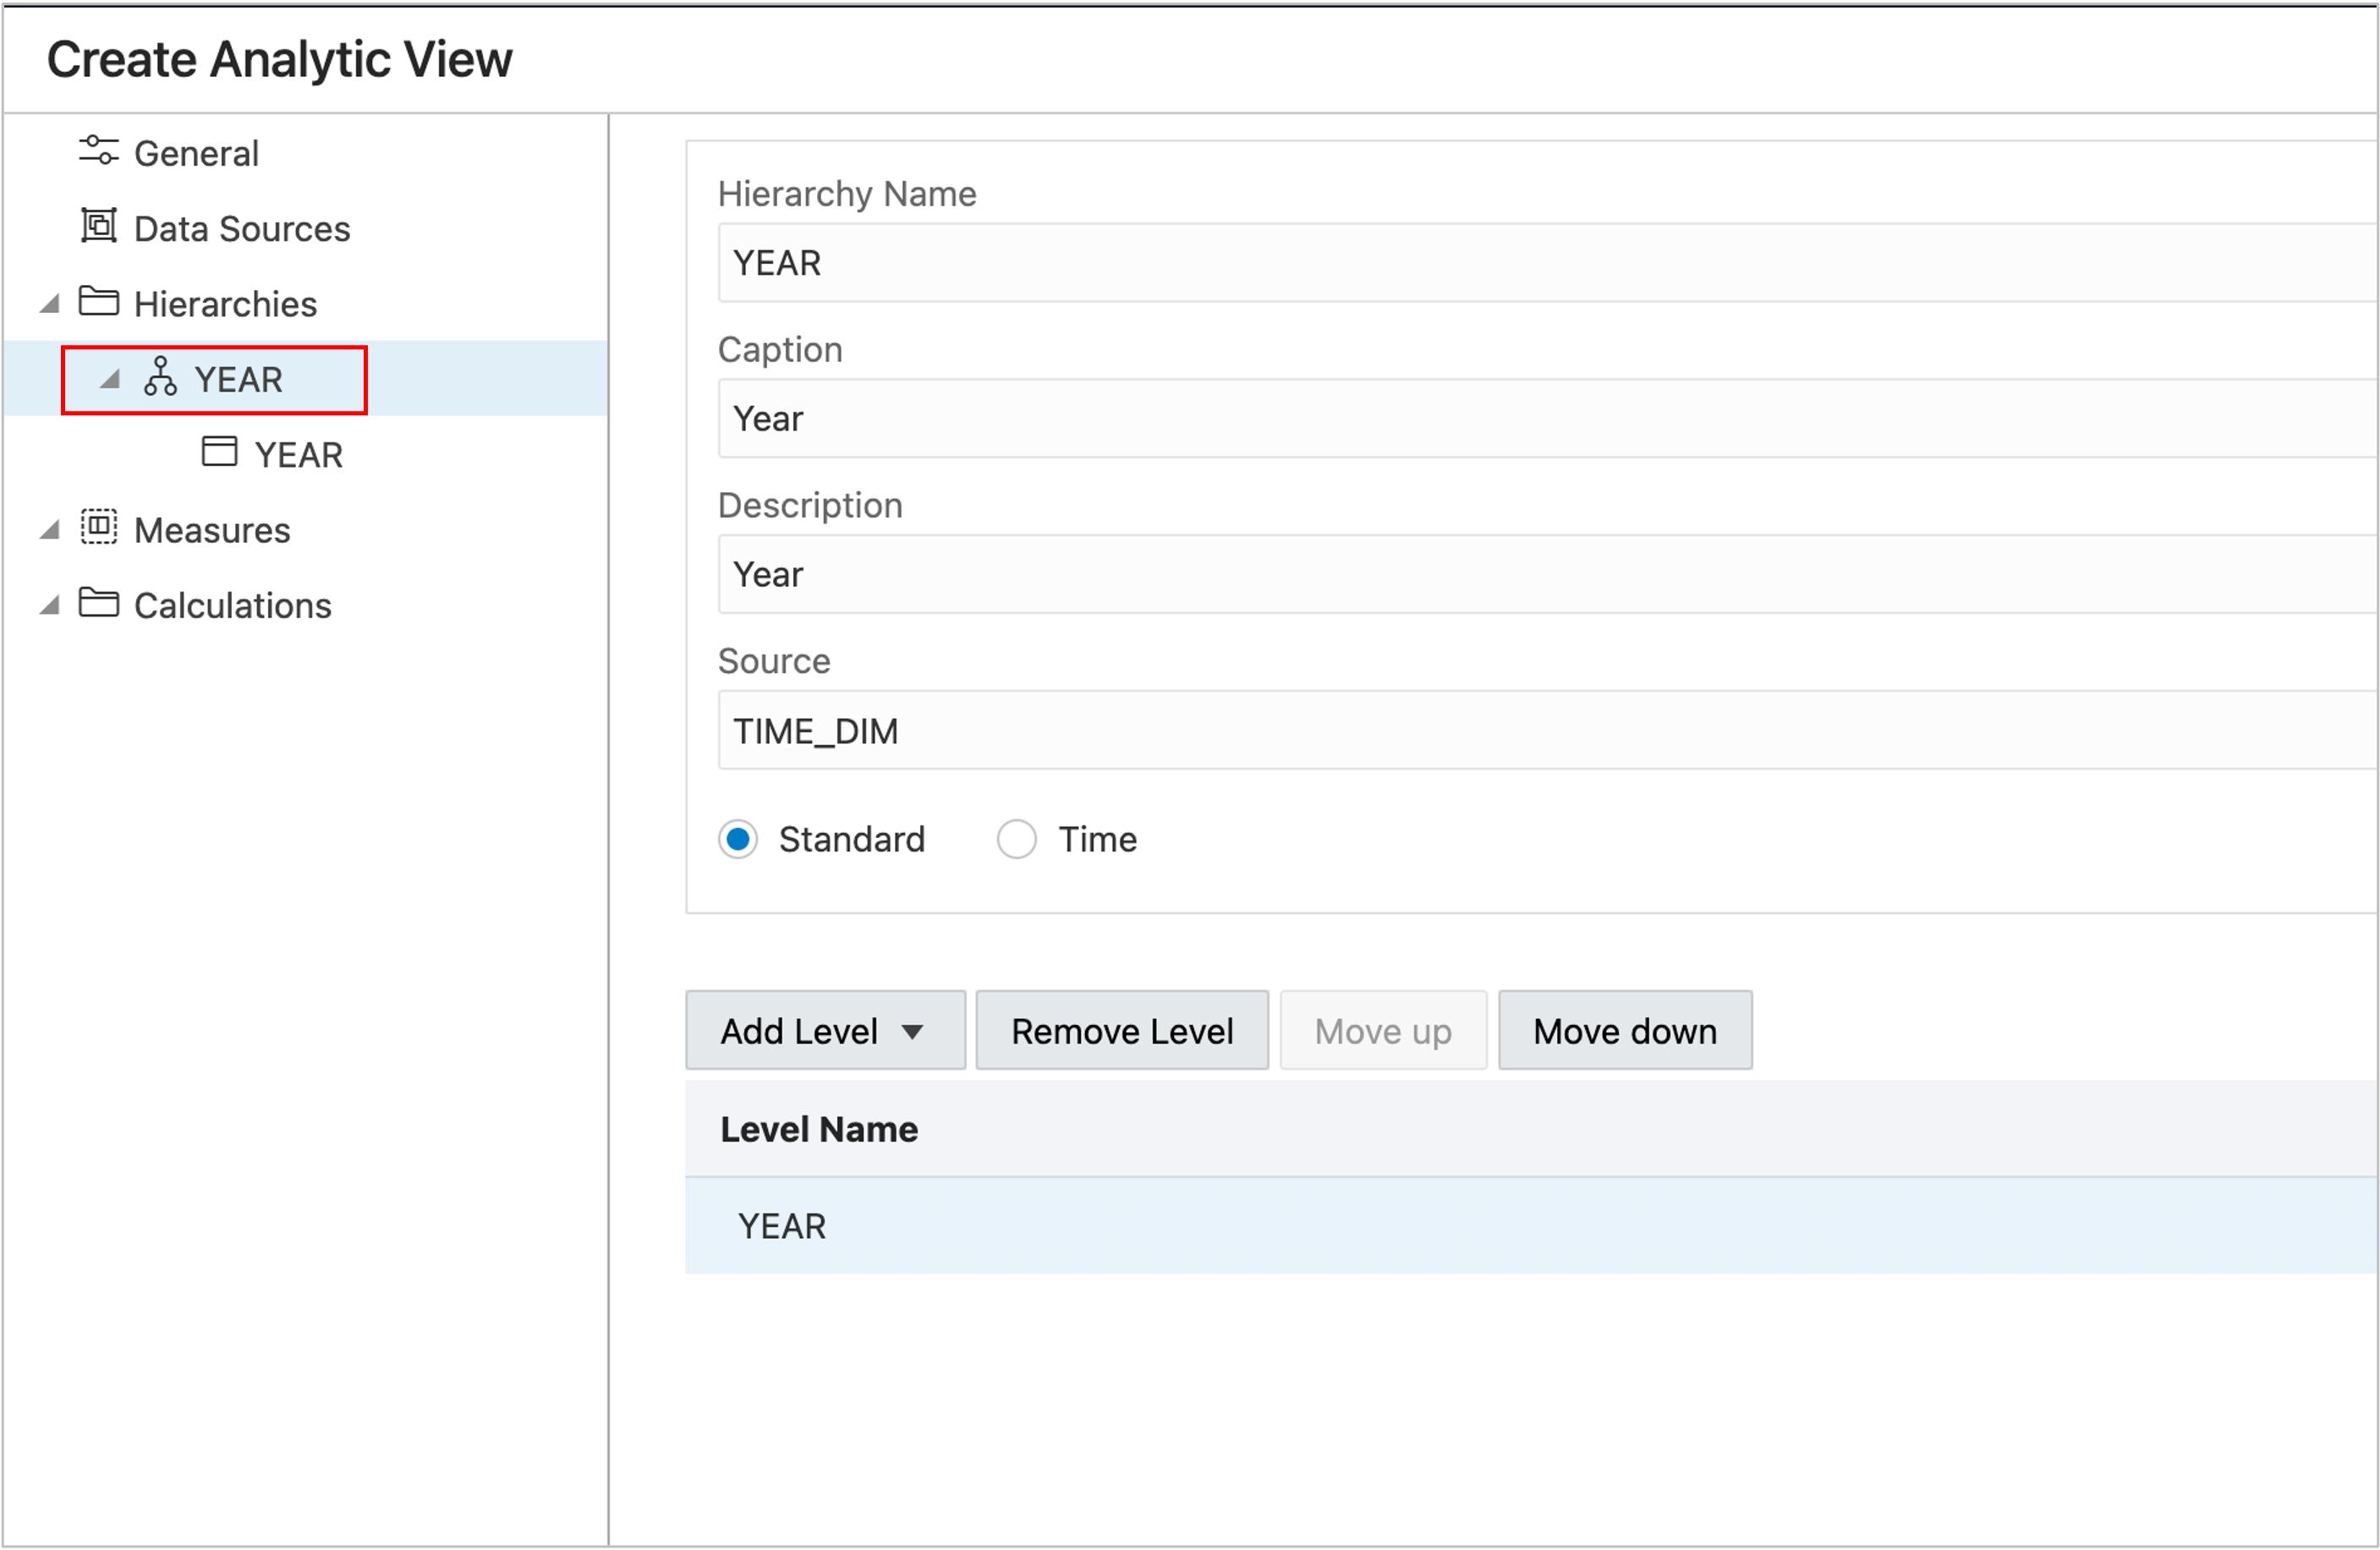 Create Analytic View
General
Data Sources
Hierarchies
YEAR
YEAR
Measures
Calculations
Hierarchy Name
YEAR
Caption
Year
Description
Year
Source
TIME_DIM
Standard Time
Add Level Remove Level Move up Move down
Level Name
YEAR